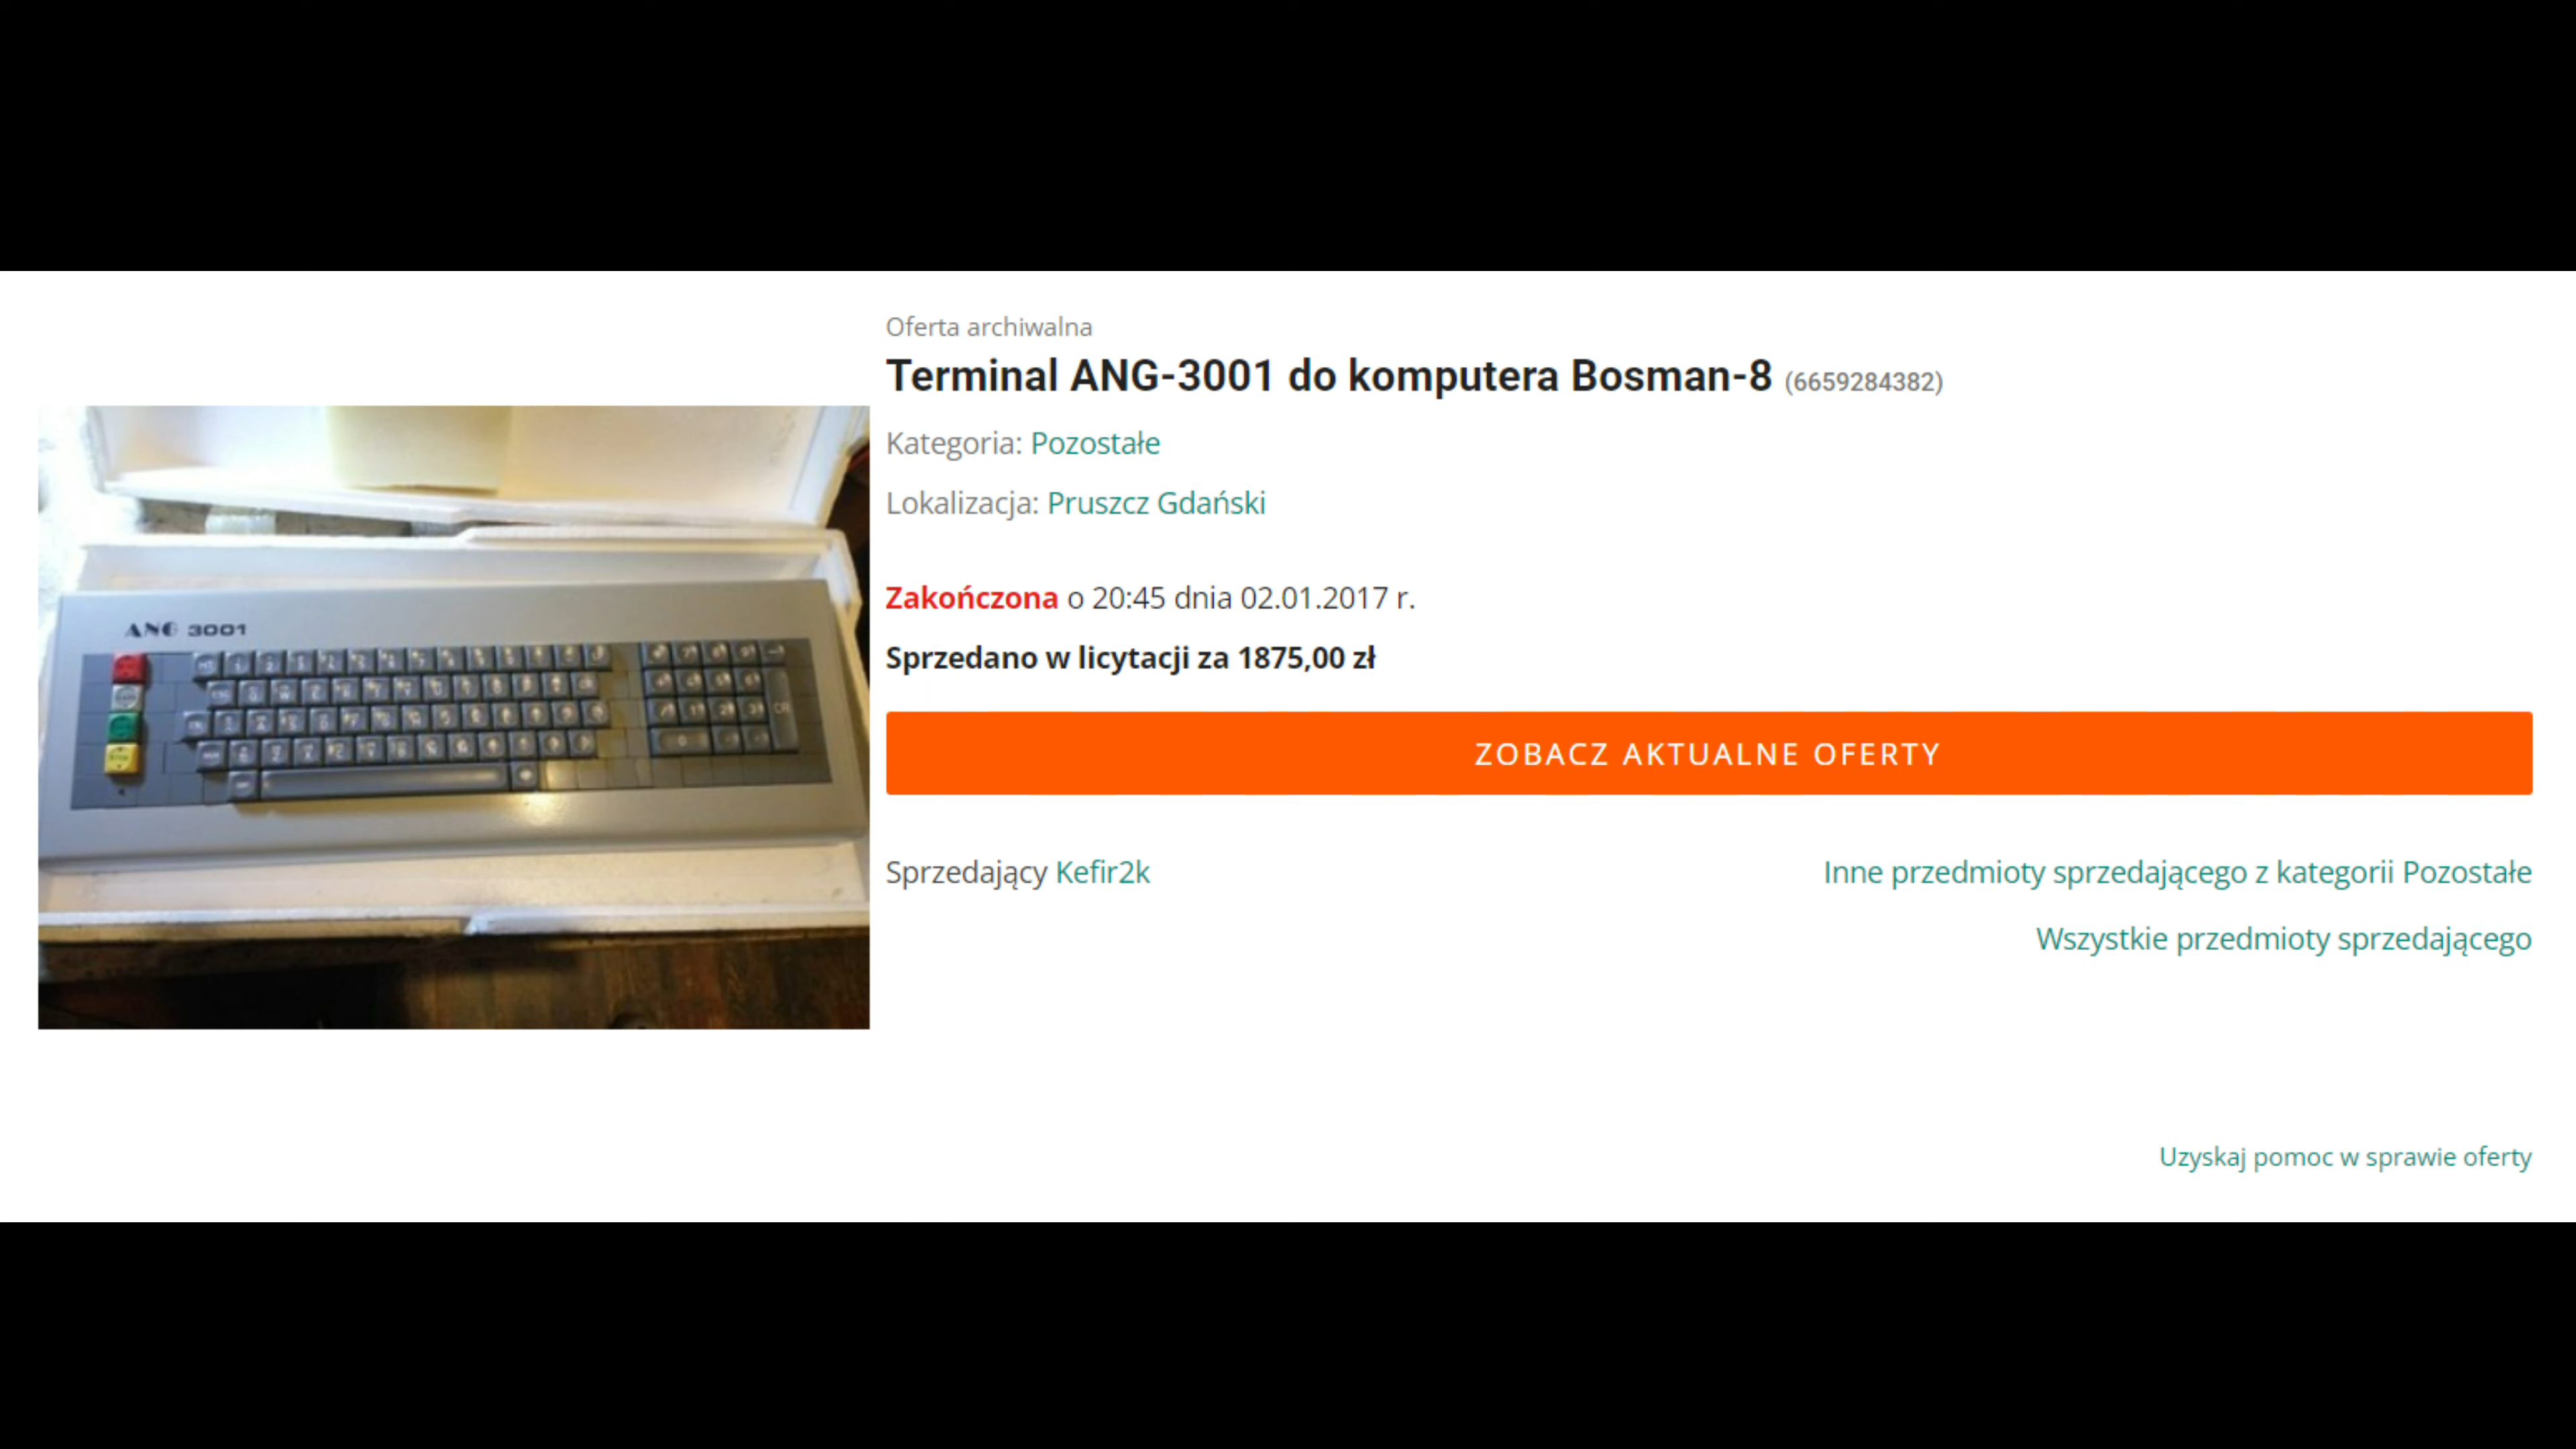 Oferta archiwalna
Terminal ANG-3001 do komputera Bosman-8 (6659284382)
Kategoria: Pozostałe
Lokalizacja: Pruszcz Gdański
Zakończona o 20:45 dnia 02.01.2017 r.
Sprzedano w licytacji za 1875,00 zł
ZOBACZ AKTUALNE OFERTY
Sprzedający Kefir2k
Inne przedmioty sprzedającego z kategorii Pozostałe
Wszystkie przedmioty sprzedającego
Uzyskaj pomoc w sprawie oferty
ANG 3001
CR